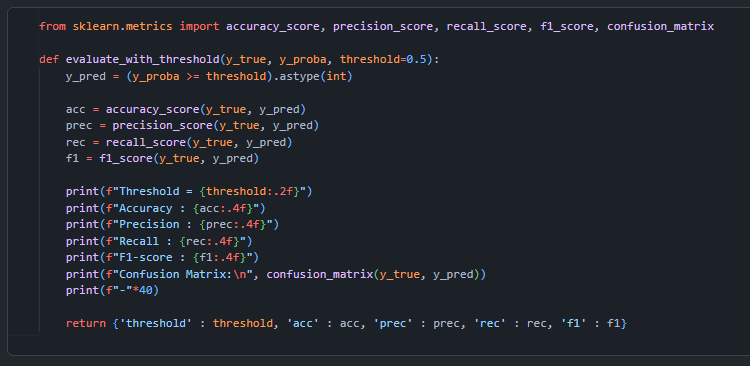 from sklearn.metrics import accuracy_score, precision_score, recall_score, f1_score, confusion_matrix
def evaluate_with_threshold(y_true, y_proba, threshold=0.5):
    y_pred = (y_proba >= threshold).astype(int)
    acc = accuracy_score(y_true, y_pred)
    prec = precision_score(y_true, y_pred)
    rec = recall_score(y_true, y_pred)
    f1 = f1_score(y_true, y_pred)
    print(f"Threshold = {threshold:.2f}")
    print(f"Accuracy : {acc:.4f}")
    print(f"Precision : {prec:.4f}")
    print(f"Recall : {rec:.4f}")
    print(f"F1-score : {f1:.4f}")
    print(f"Confusion Matrix:\n", confusion_matrix(y_true, y_pred))
    print(f"-"*40)
    return {'threshold' : threshold, 'acc' : acc, 'prec' : prec, 'rec' : rec, 'f1' : f1}